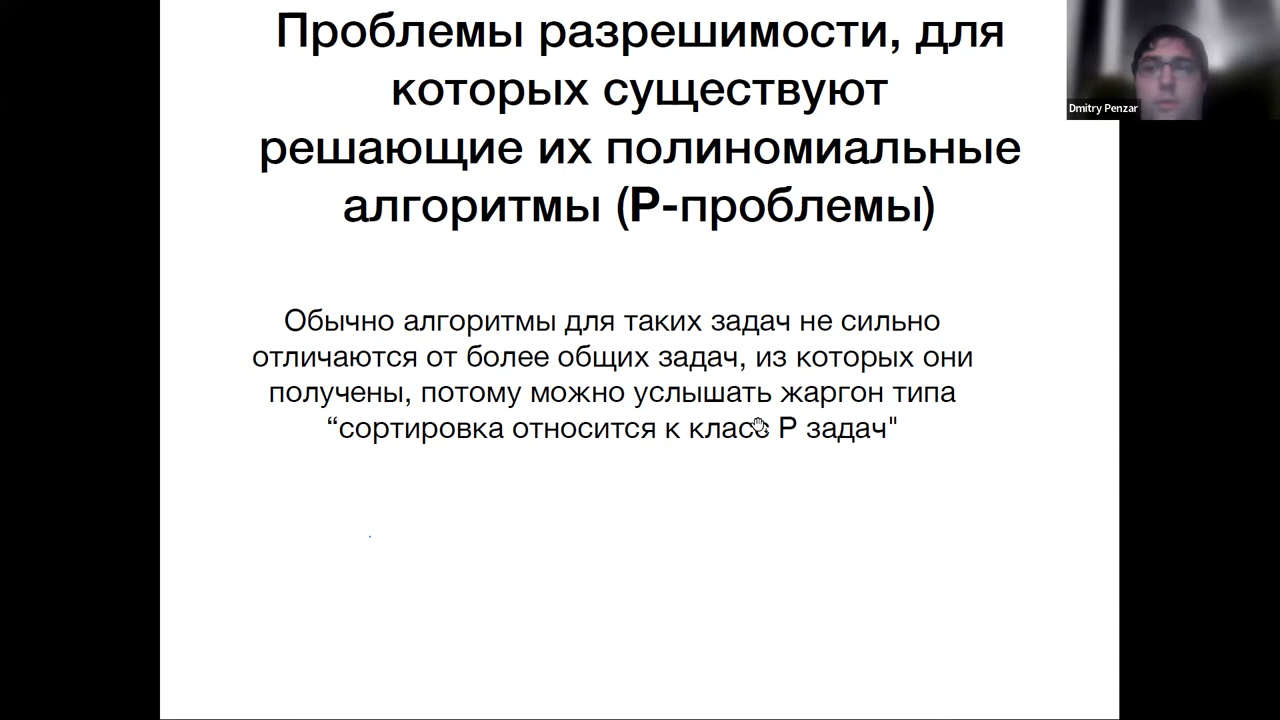 Проблемы разрешимости, для
которых существуют
решающие их полиномиальные
алгоритмы (P-проблемы)
Dmitry Penzar
Обычно алгоритмы для таких задач не сильно
отличаются от более общих задач, из которых они
получены, потому можно услышать жаргон типа
“сортировка относится к класс P задач"